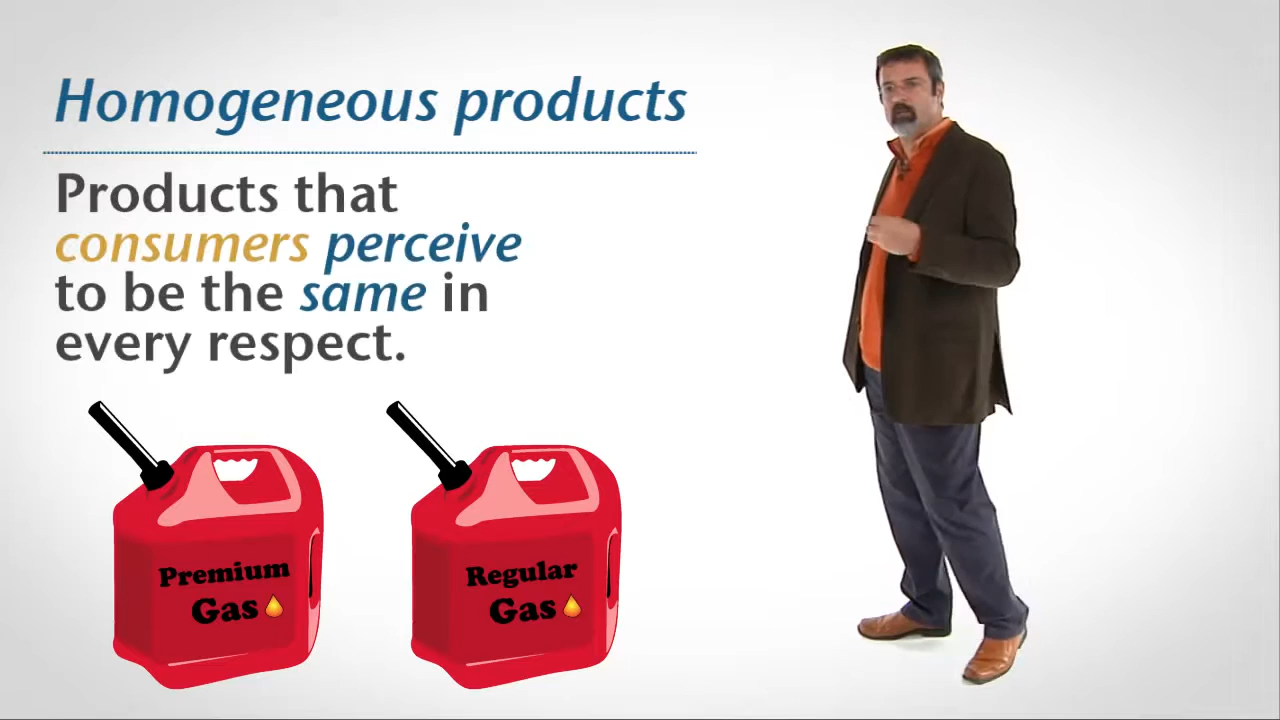 Homogeneous products
Products that
consumers perceive
to be the same in
every respect.
Premium
Gas
Regular
Gas